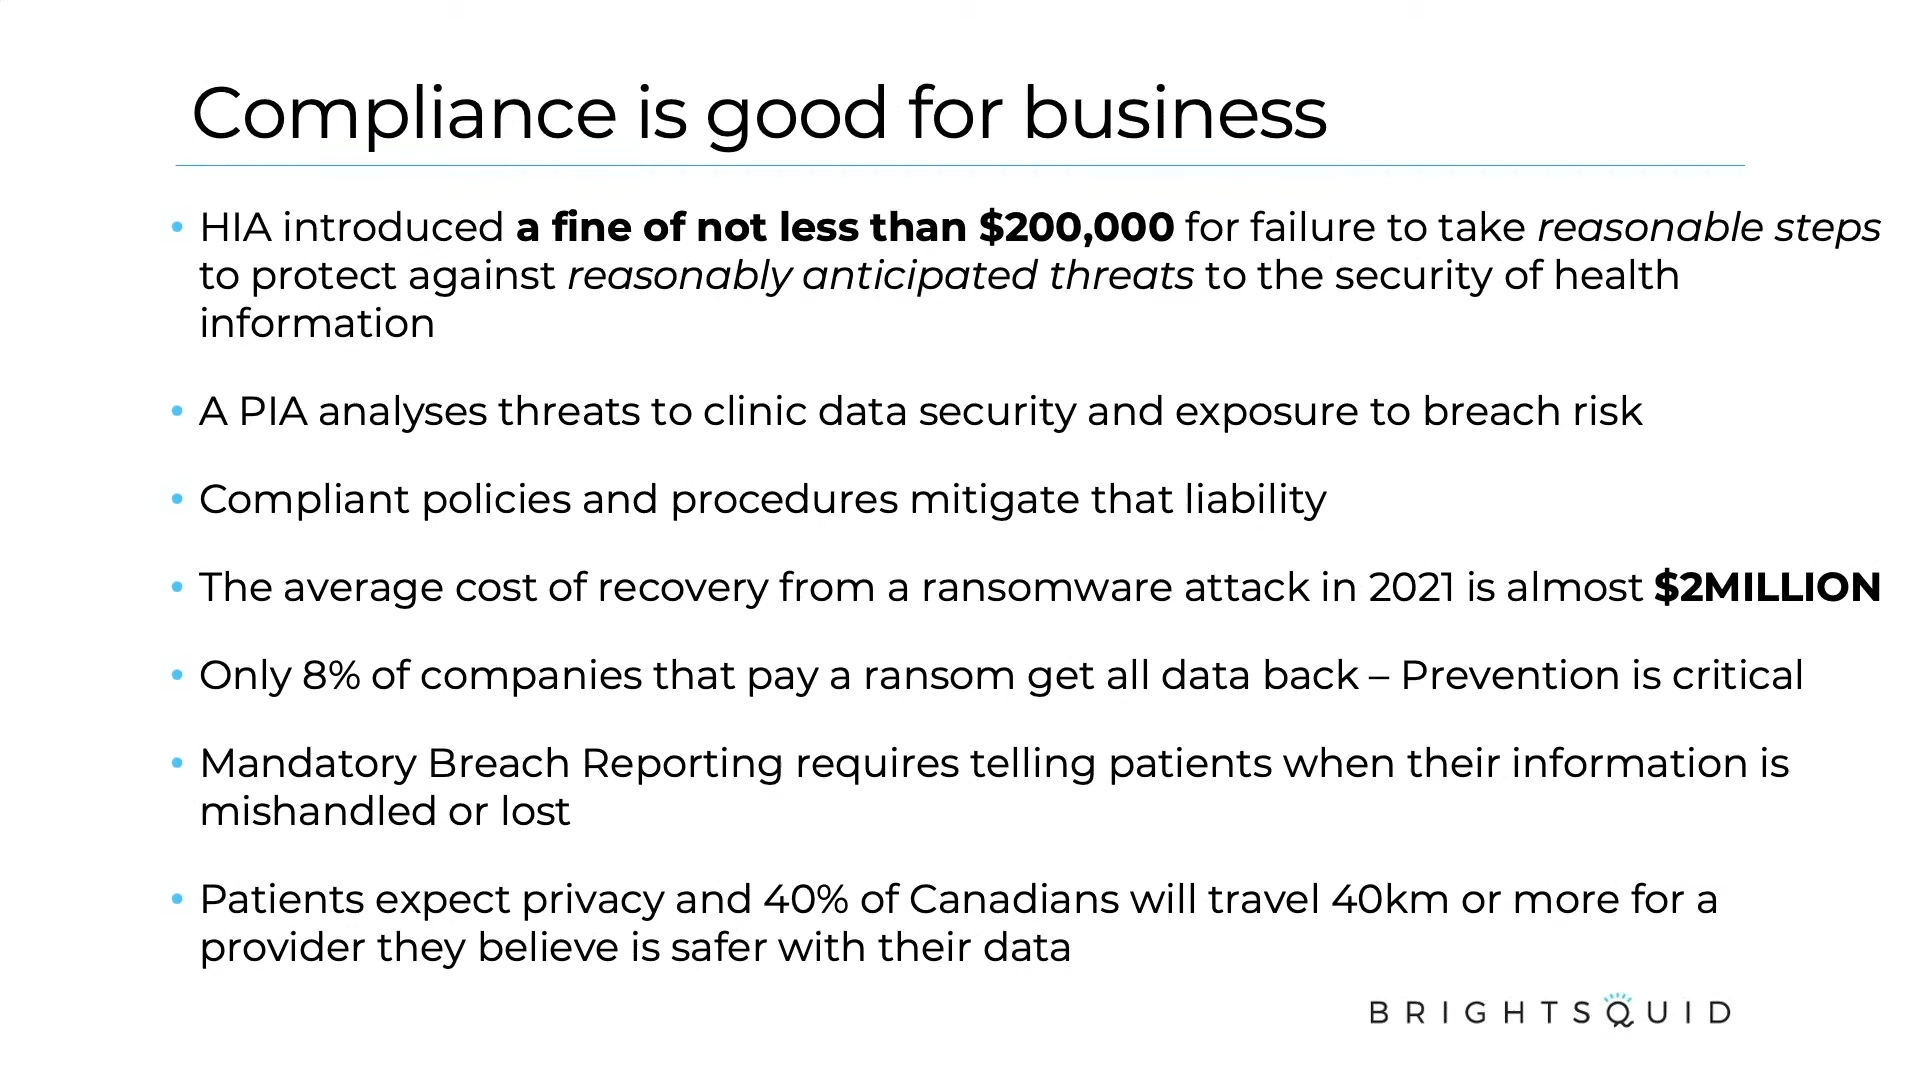 Compliance is good for business
• HIA introduced a fine of not less than $200,000 for failure to take reasonable steps
to protect against reasonably anticipated threats to the security of health
information
• A PIA analyses threats to clinic data security and exposure to breach risk
• Compliant policies and procedures mitigate that liability
• The average cost of recovery from a ransomware attack in 2021 is almost $2MILLION
• Only 8% of companies that pay a ransom get all data back – Prevention is critical
• Mandatory Breach Reporting requires telling patients when their information is
mishandled or lost
• Patients expect privacy and 40% of Canadians will travel 40km or more for a
provider they believe is safer with their data
BRIGHTSQUID